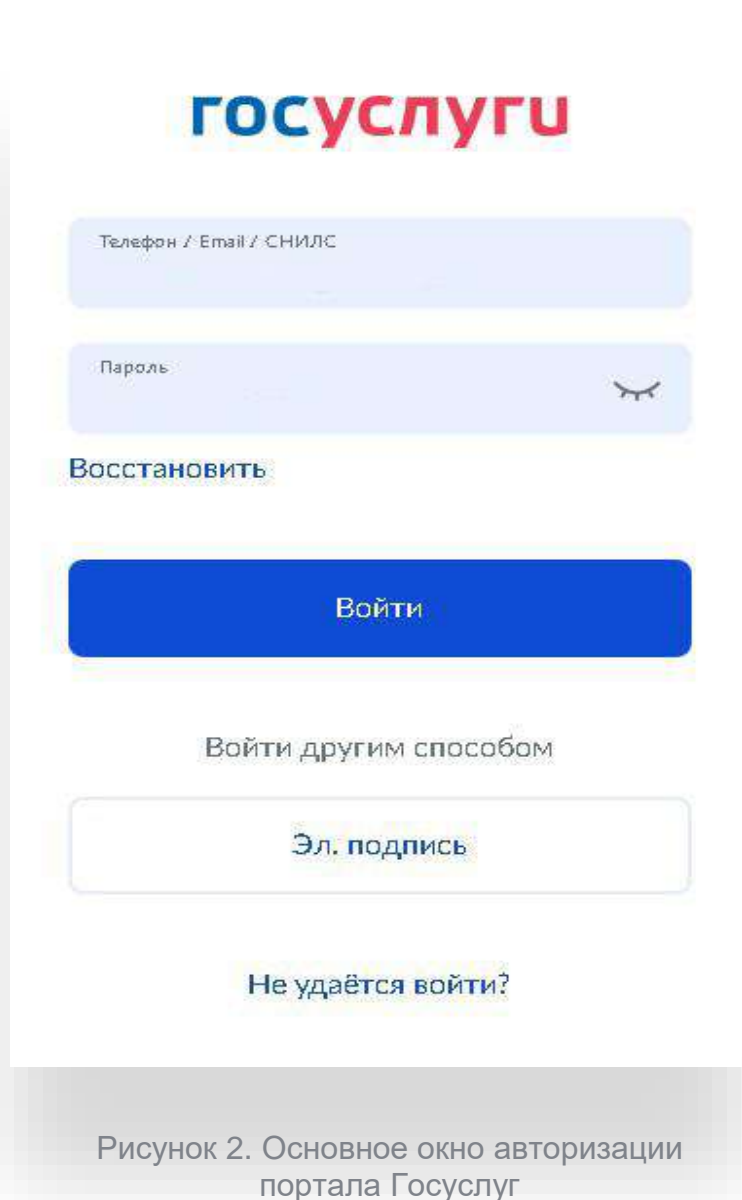 госуслуги
Телефон / Email / СНИЛС
Пароль
Восстановить
Войти
Войти другим способом
Эл. подпись
Не удаётся войти?
Рисунок 2. Основное окно авторизации
портала Госуслуг